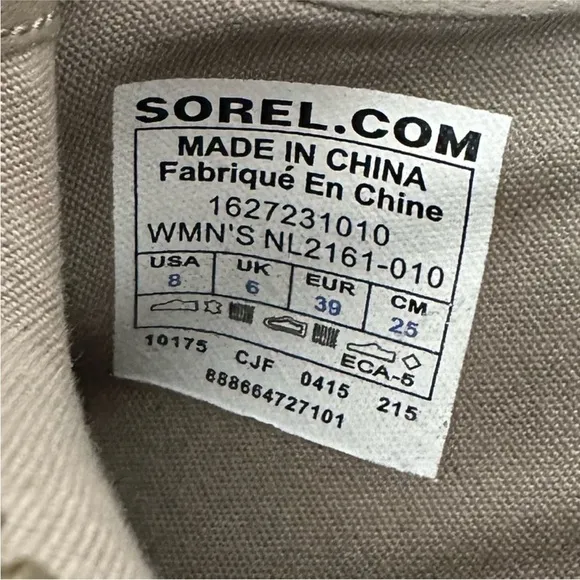 SOREL.COM
MADE IN CHINA
Fabriqué En Chine
1627231010
WMN'S NL2161-010
USA UK EUR CM
8 6 39 25
10175 CJF 0415 ECA-5 215
888664727101